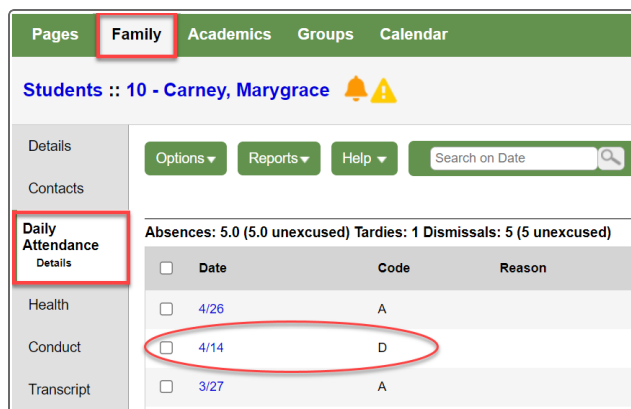 Pages Family Academics Groups Calendar
Students :: 10 - Carney, Marygrace
Details
Contacts
Daily
Attendance
Details
Health
Conduct
Transcript
Options Reports Help Search on Date
Absences: 5.0 (5.0 unexcused) Tardies: 1 Dismissals: 5 (5 unexcused)
Date Code Reason
4/26 A
4/14 D
3/27 A